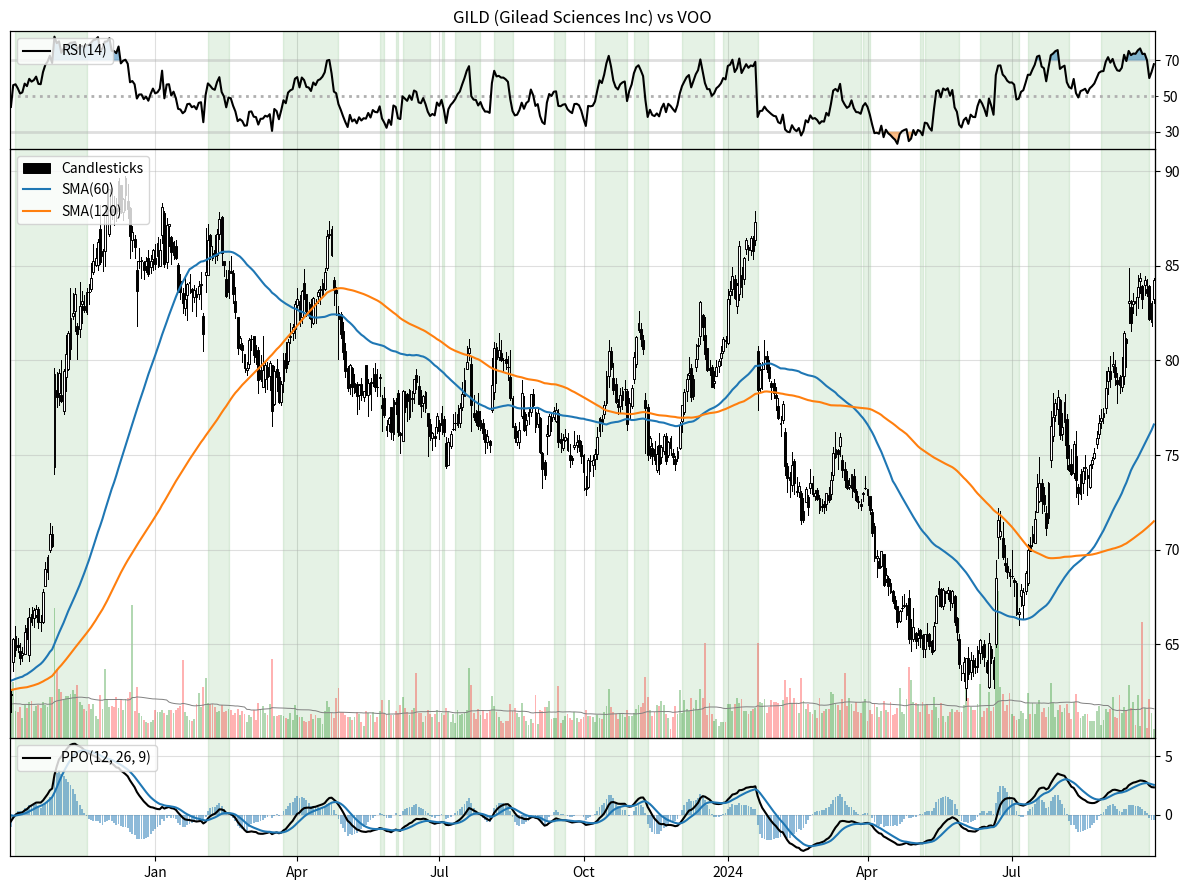 GILD (Gilead Sciences Inc) vs VOO
RSI(14)
70
50
30
Candlesticks
SMA(60)
SMA(120)
90
85
80
75
70
65
PPO(12, 26, 9)
5
0
Jan Apr Jul Oct 2024 Apr Jul